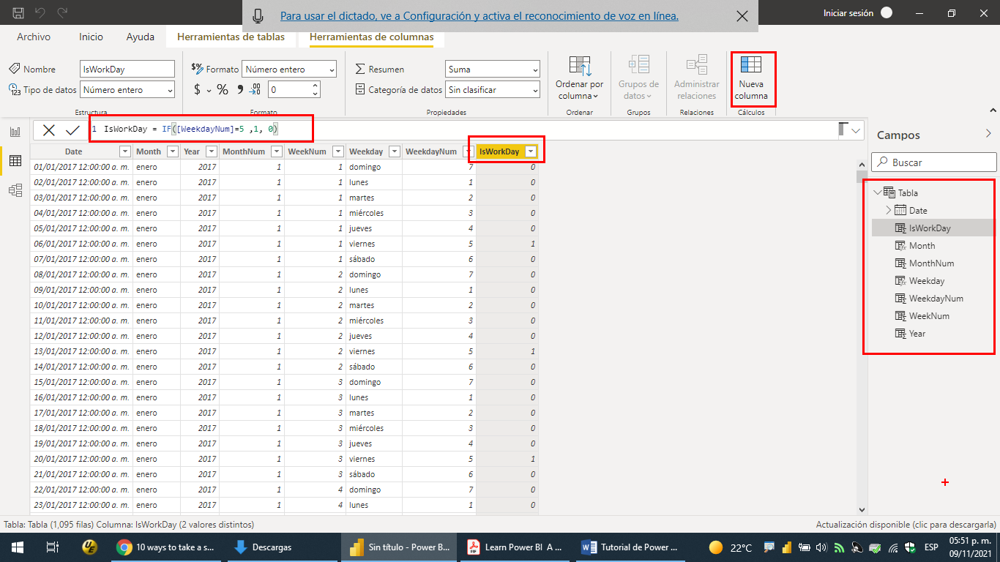 Para usar el dictado, ve a Configuración y activa el reconocimiento de voz en línea.
Iniciar sesión
Archivo Inicio Ayuda Herramientas de tablas Herramientas de columnas
Nombre IsWorkDay
Tipo de datos Número entero
Estructura
$% Formato Número entero
$ % 0
Formato
Resumen Suma
Categoría de datos Sin clasificar
Propiedades
Ordenar por
columna
Ordenar
Grupos de
datos
Grupos
Administrar
relaciones
Relaciones
Nueva
columna
Cálculos
1 IsWorkDay = IF([WeekdayNum]=5 ,1, 0)
Date Month Year MonthNum WeekNum Weekday WeekdayNum IsWorkDay
01/01/2017 12:00:00 a. m. enero 2017 1 1 domingo 7 0
02/01/2017 12:00:00 a. m. enero 2017 1 1 lunes 1 0
03/01/2017 12:00:00 a. m. enero 2017 1 1 martes 2 0
04/01/2017 12:00:00 a. m. enero 2017 1 1 miércoles 3 0
05/01/2017 12:00:00 a. m. enero 2017 1 1 jueves 4 0
06/01/2017 12:00:00 a. m. enero 2017 1 1 viernes 5 1
07/01/2017 12:00:00 a. m. enero 2017 1 1 sábado 6 0
08/01/2017 12:00:00 a. m. enero 2017 1 2 domingo 7 0
09/01/2017 12:00:00 a. m. enero 2017 1 2 lunes 1 0
10/01/2017 12:00:00 a. m. enero 2017 1 2 martes 2 0
11/01/2017 12:00:00 a. m. enero 2017 1 2 miércoles 3 0
12/01/2017 12:00:00 a. m. enero 2017 1 2 jueves 4 0
13/01/2017 12:00:00 a. m. enero 2017 1 2 viernes 5 1
14/01/2017 12:00:00 a. m. enero 2017 1 2 sábado 6 0
15/01/2017 12:00:00 a. m. enero 2017 1 3 domingo 7 0
16/01/2017 12:00:00 a. m. enero 2017 1 3 lunes 1 0
17/01/2017 12:00:00 a. m. enero 2017 1 3 martes 2 0
18/01/2017 12:00:00 a. m. enero 2017 1 3 miércoles 3 0
19/01/2017 12:00:00 a. m. enero 2017 1 3 jueves 4 0
20/01/2017 12:00:00 a. m. enero 2017 1 3 viernes 5 1
21/01/2017 12:00:00 a. m. enero 2017 1 3 sábado 6 0
22/01/2017 12:00:00 a. m. enero 2017 1 4 domingo 7 0
23/01/2017 12:00:00 a. m. enero 2017 1 4 lunes 1 0
Campos
Buscar
Tabla
Date
IsWorkDay
Month
MonthNum
Weekday
WeekdayNum
WeekNum
Year
Tabla: Tabla (1,095 filas) Columna: IsWorkDay (2 valores distintos)
Actualización disponible (clic para descargarla)
10 ways to take a s... Descargas Sin título - Power B... Learn Power BI A ... Tutorial de Power ... 22°C ESP
05:51 p. m.
09/11/2021